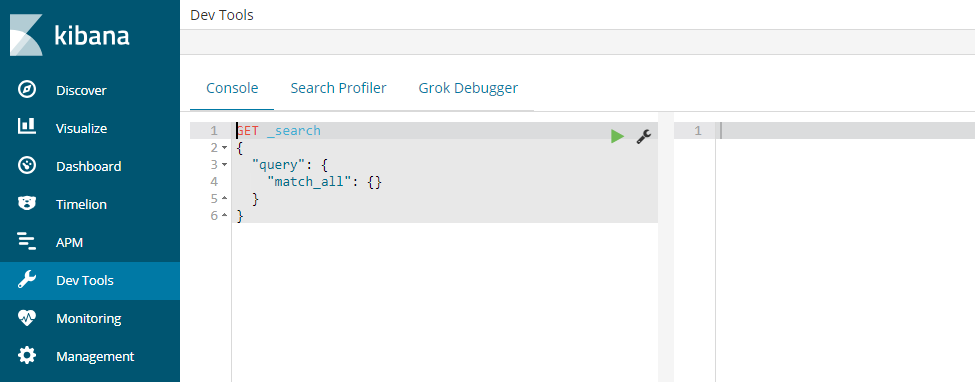 kibana
Discover
Visualize
Dashboard
Timelion
APM
Dev Tools
Monitoring
Management
Dev Tools
Console Search Profiler Grok Debugger
1 GET _search
2 {
3 "query": {
4 "match_all": {}
5 }
6 }
1